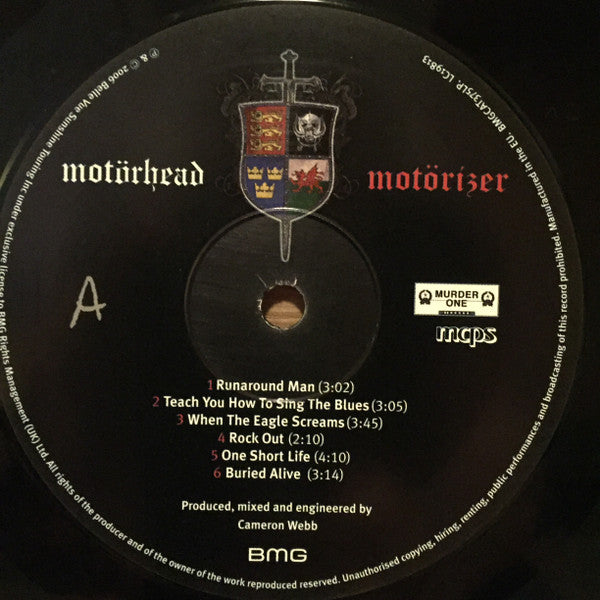 motörhead
motörizer
A
MURDER
ONE
mcps
1 Runaround Man (3:02)
2 Teach You How To Sing The Blues (3:05)
3 When The Eagle Screams (3:45)
4 Rock Out (2:10)
5 One Short Life (4:10)
6 Buried Alive (3:14)
Produced, mixed and engineered by
Cameron Webb
BMG
℗ & © 2006 Belle Vue Sunshine Touring Inc under exclusive license to BMG Rights Management (UK) Ltd. All rights of the producer and of the owner of the work reproduced reserved. Unauthorised copying, hiring, renting, public performances and broadcasting of this record prohibited. Manufactured in the EU. BMGCAT375LP. LC19813